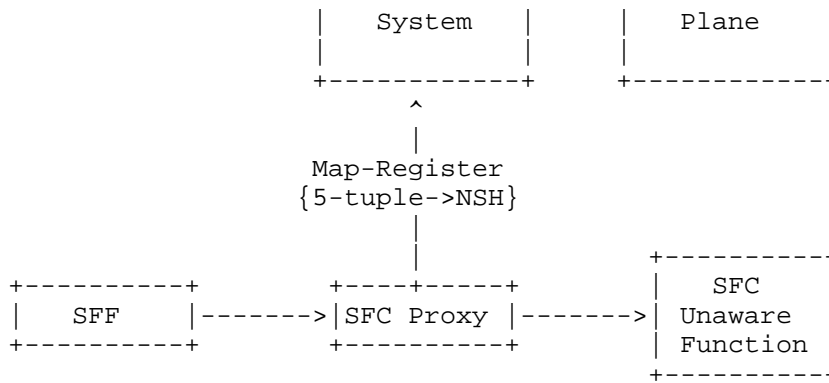 System Plane
^
Map-Register
{5-tuple->NSH}
SFC
SFF SFC Proxy Unaware
Function